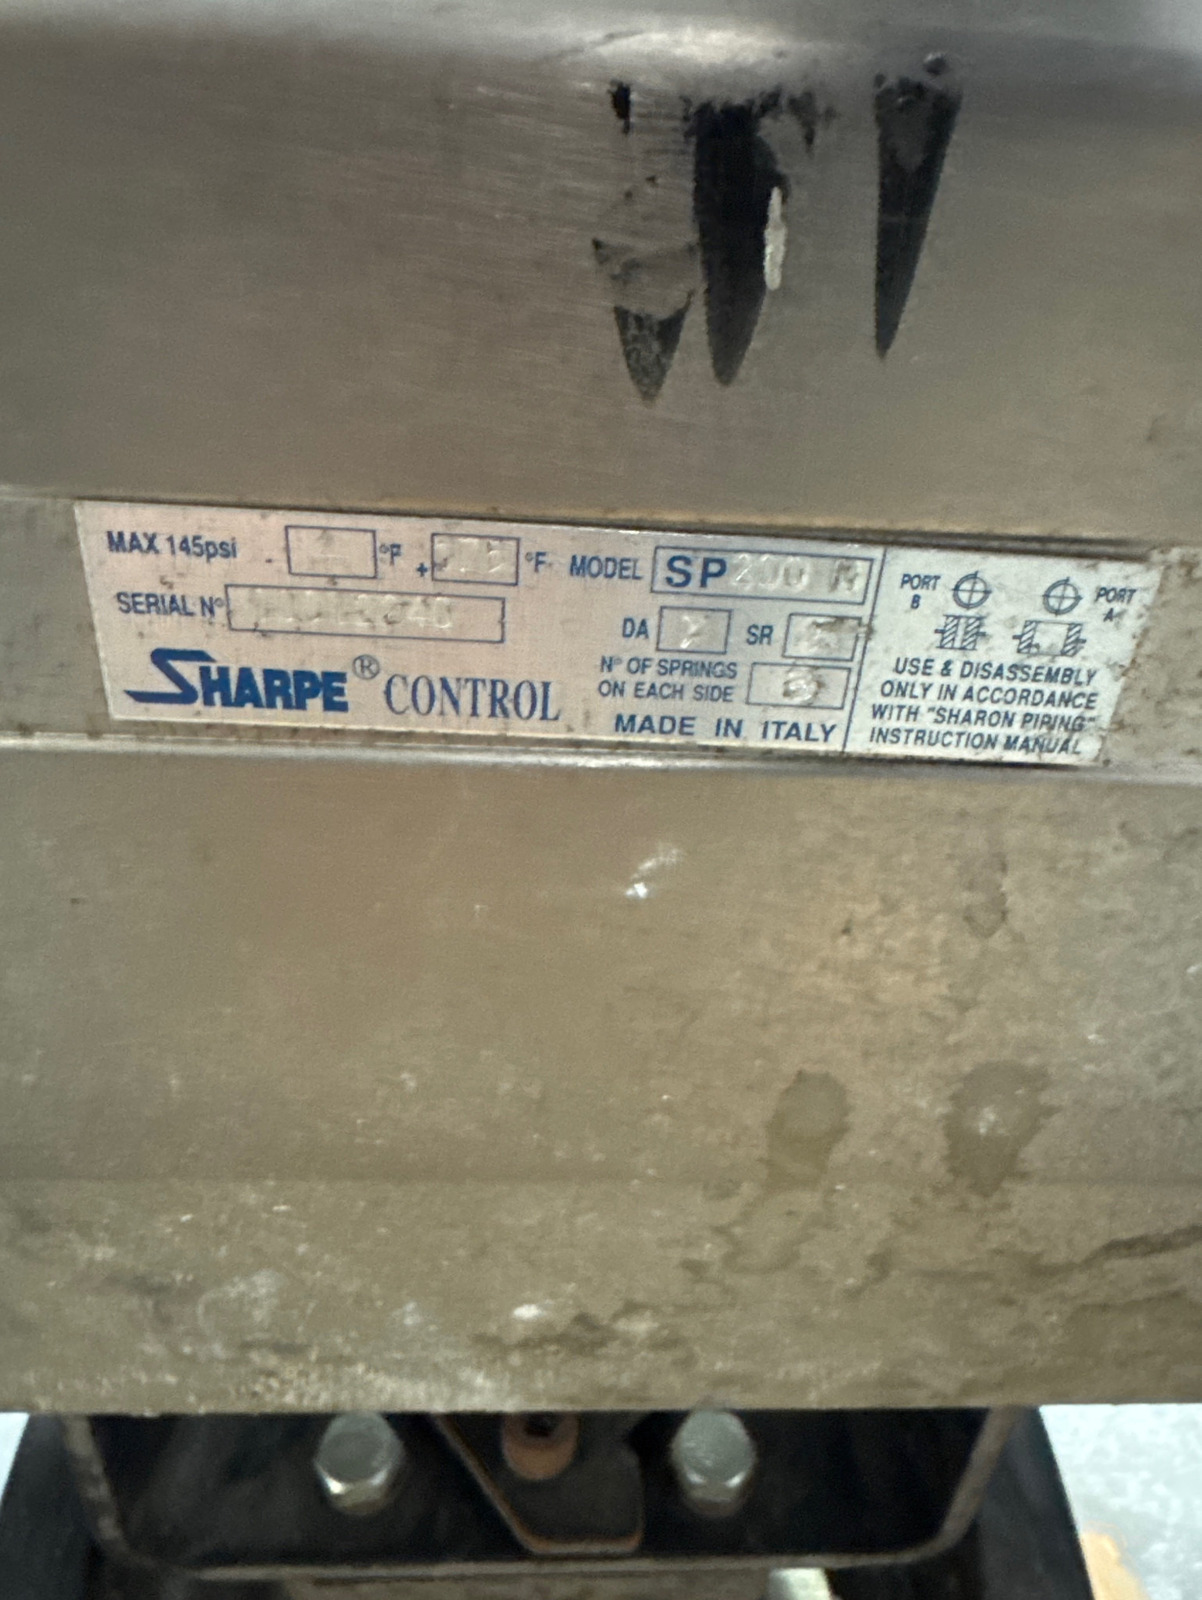 MAX 145psi - °F + °F
MODEL SP200
SERIAL N°
DA SR
SHARPE® CONTROL
N° OF SPRINGS
ON EACH SIDE
MADE IN ITALY
PORT B PORT A
USE & DISASSEMBLY
ONLY IN ACCORDANCE
WITH "SHARON PIPING"
INSTRUCTION MANUAL